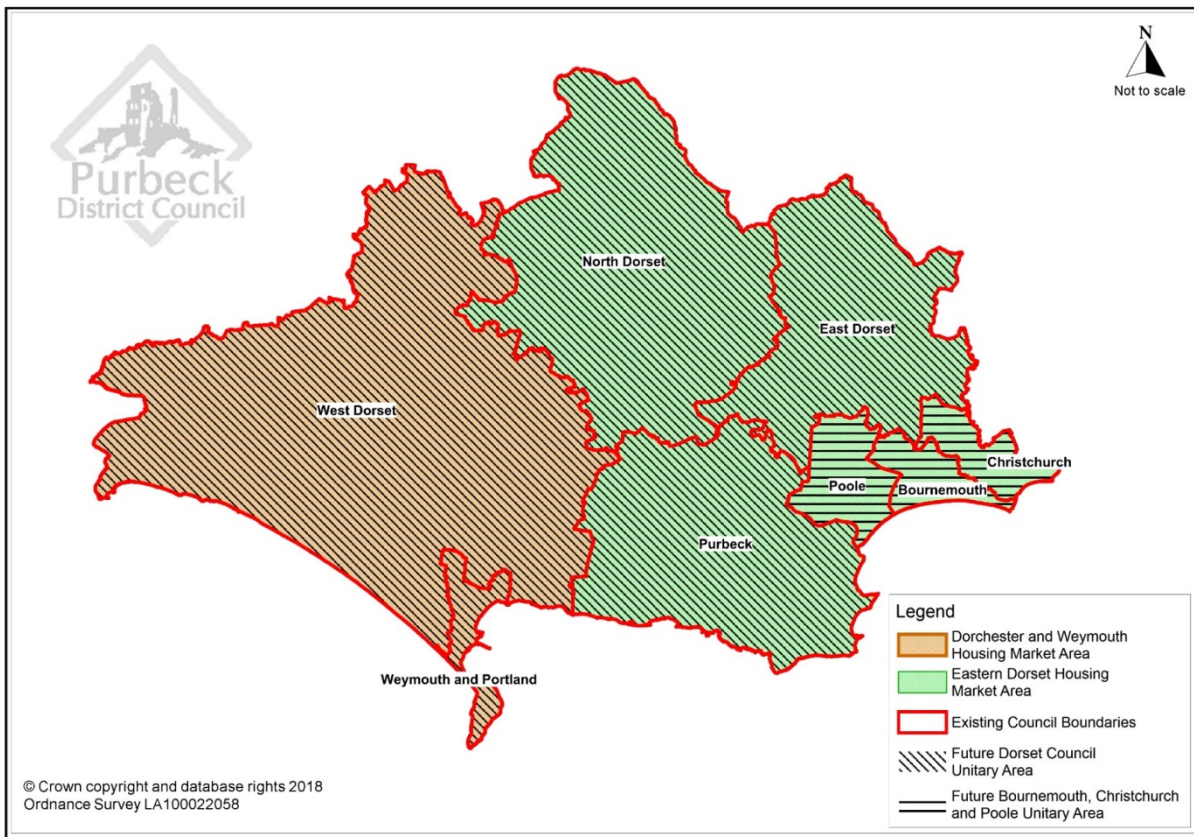 Purbeck
District Council
N
Not to scale
North Dorset
East Dorset
West Dorset
Christchurch
Poole
Bournemouth
Purbeck
Weymouth and Portland
Legend
Dorchester and Weymouth
Housing Market Area
Eastern Dorset Housing
Market Area
Existing Council Boundaries
Future Dorset Council
Unitary Area
Future Bournemouth, Christchurch
and Poole Unitary Area
© Crown copyright and database rights 2018
Ordnance Survey LA100022058